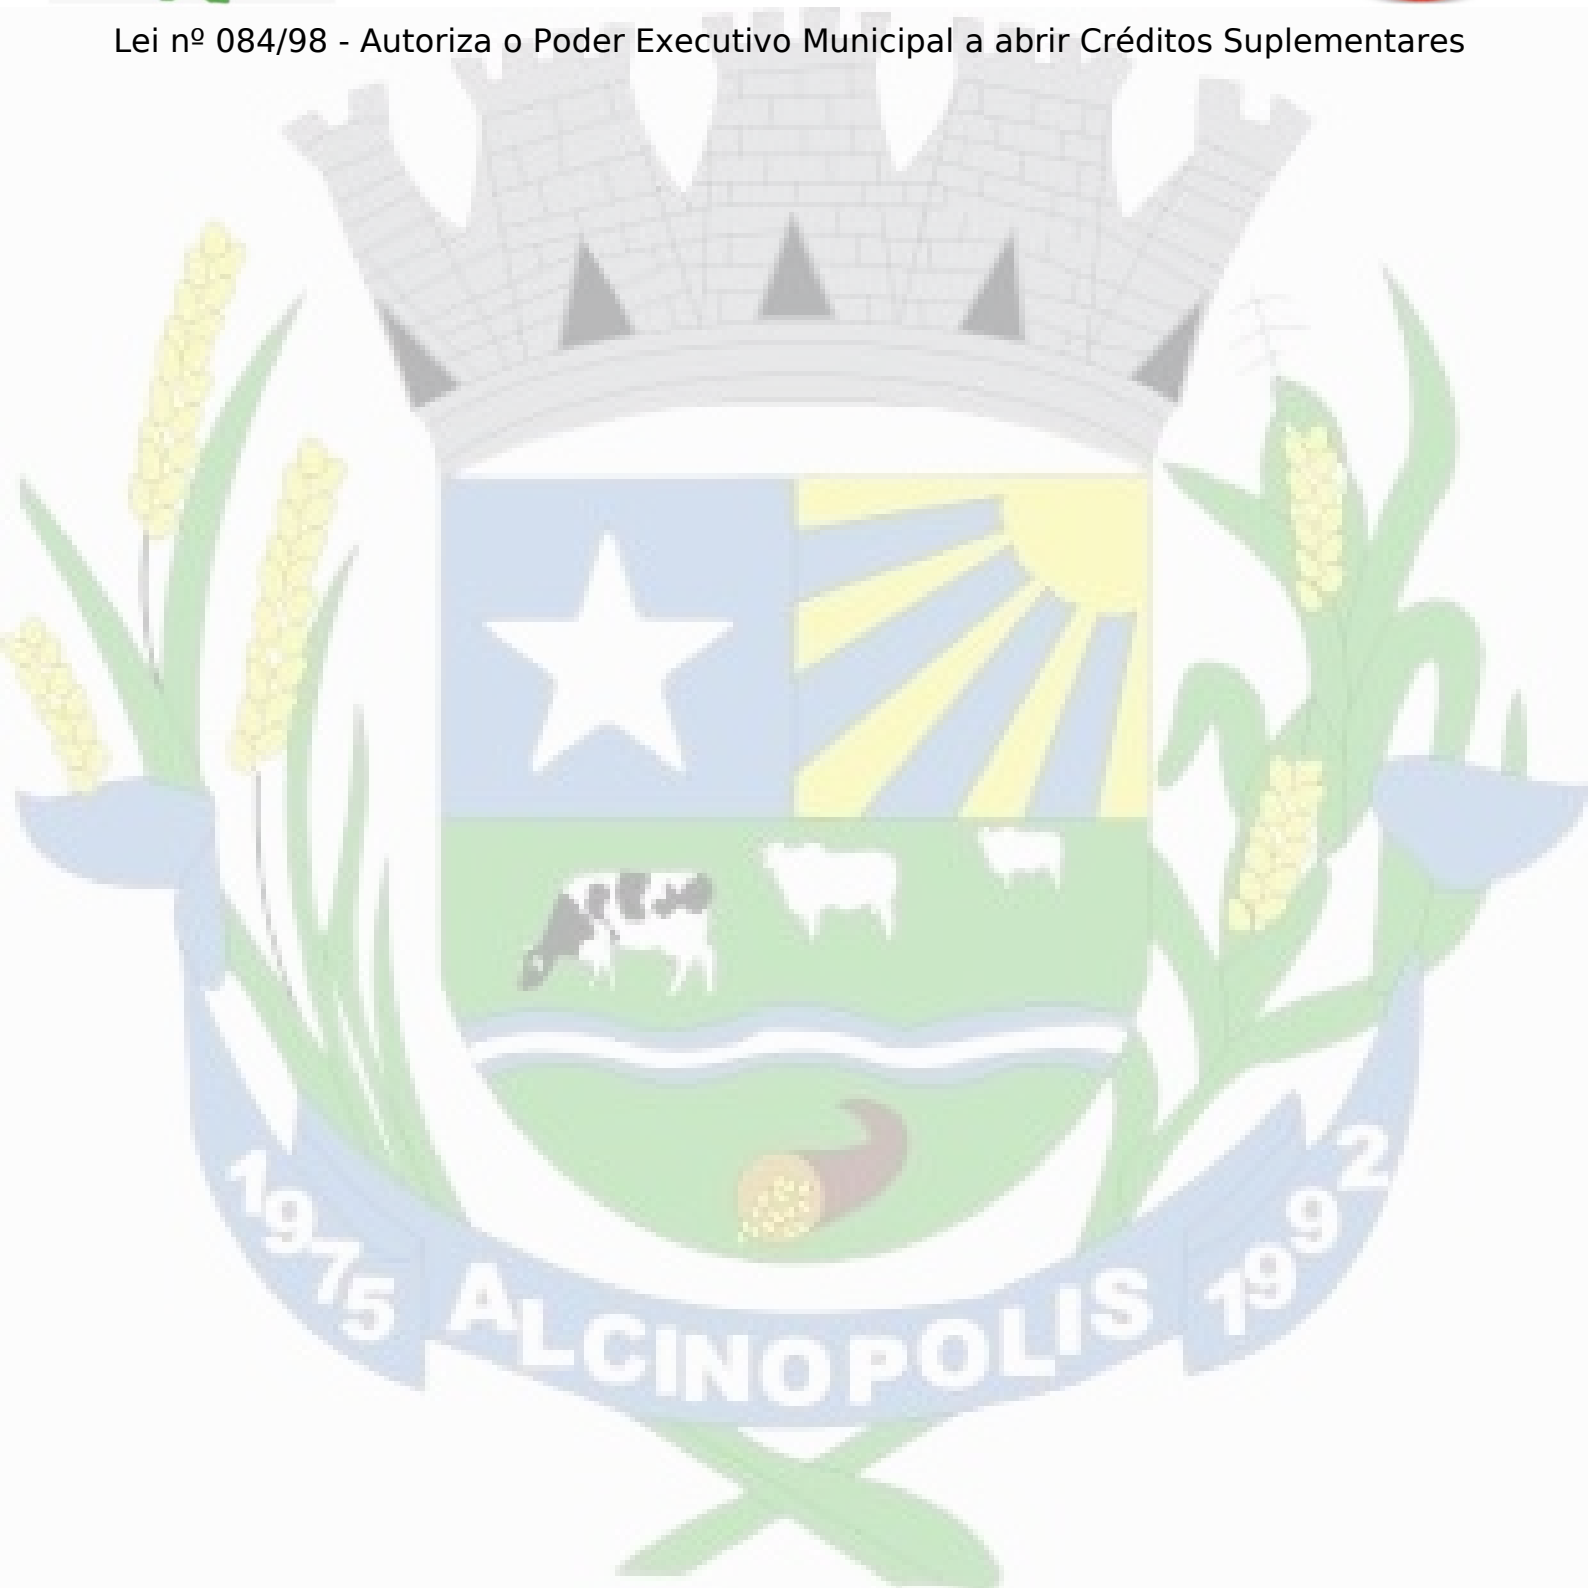 Lei nº 084/98 - Autoriza o Poder Executivo Municipal a abrir Créditos Suplementares
1975 ALCINOPOLIS 1992